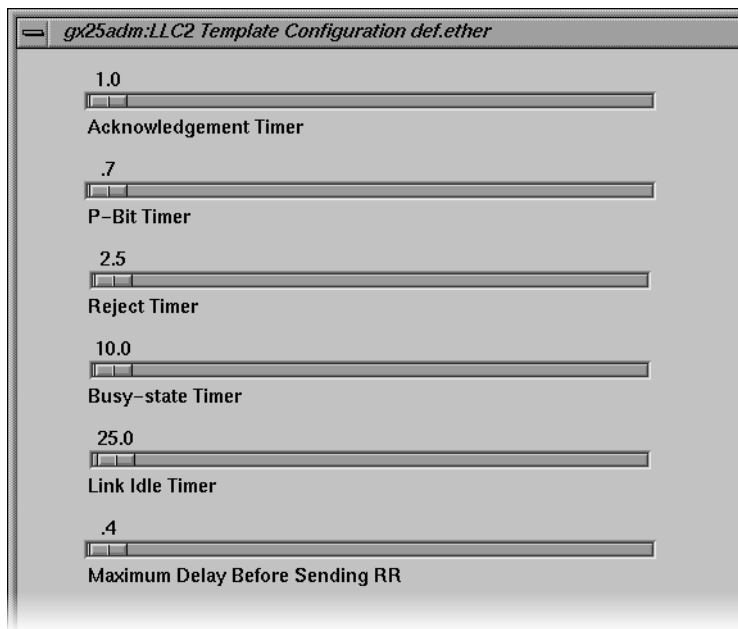 gx25adm:LLC2 Template Configuration def.ether
1.0
Acknowledgement Timer
.7
P-Bit Timer
2.5
Reject Timer
10.0
Busy-state Timer
25.0
Link Idle Timer
.4
Maximum Delay Before Sending RR